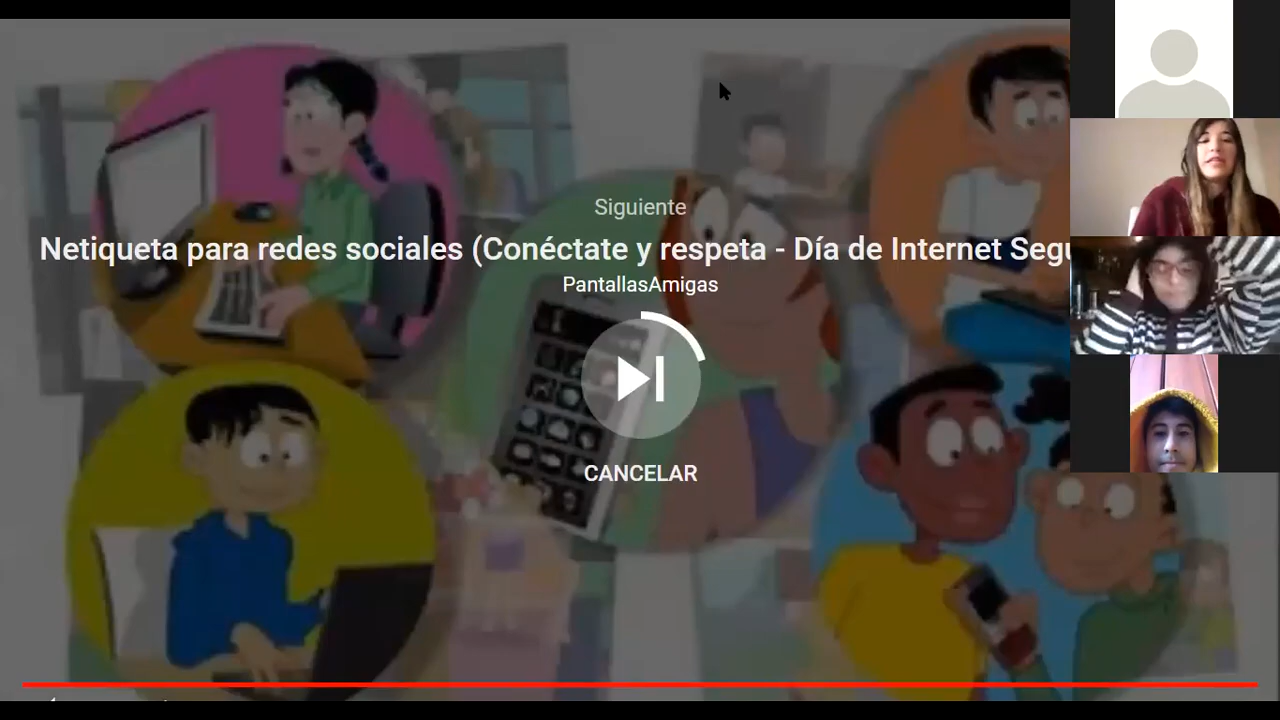 Siguiente
Netiqueta para redes sociales (Conéctate y respeta - Día de Internet Segu
PantallasAmigas
CANCELAR